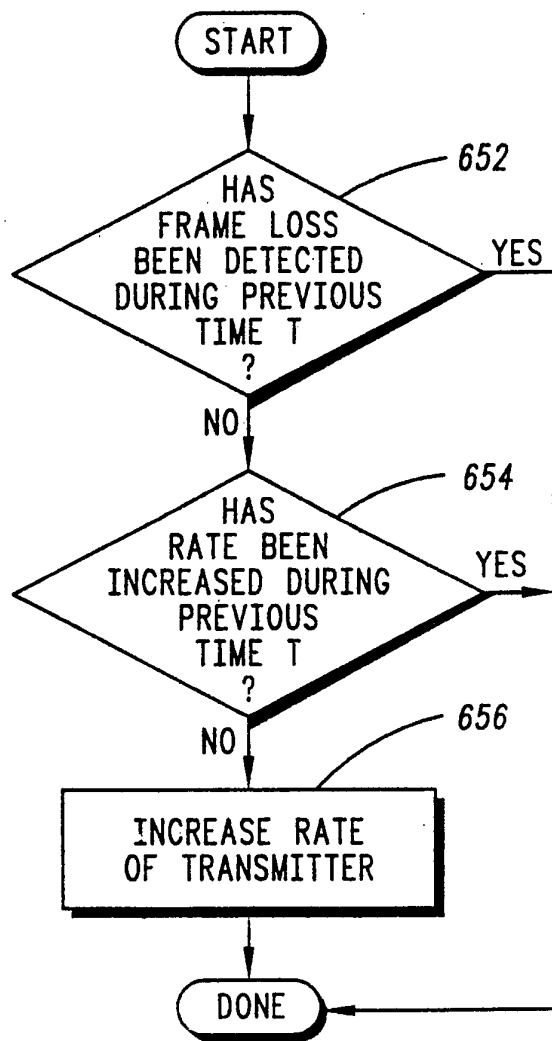 START
652
HAS
FRAME LOSS
BEEN DETECTED
DURING PREVIOUS
TIME T
?
YES
NO
654
HAS
RATE BEEN
INCREASED DURING
PREVIOUS
TIME T
?
YES
NO
656
INCREASE RATE
OF TRANSMITTER
DONE